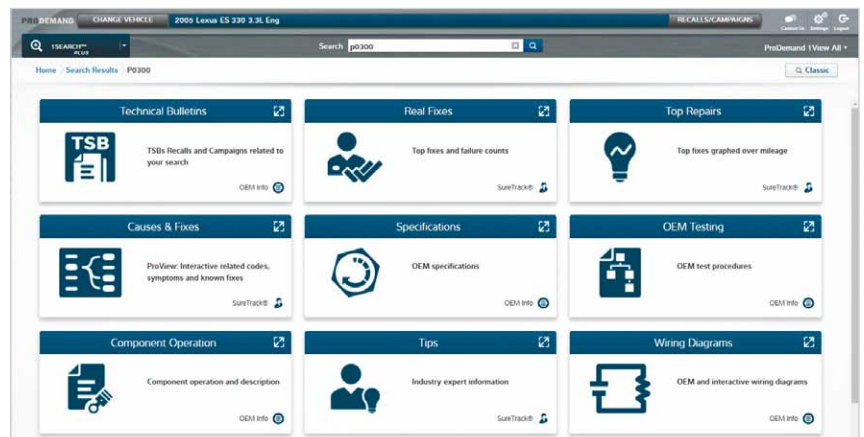 PRODEMAND CHANGE VEHICLE 2005 Lexus ES 330 3.3L Eng RECALLS/CAMPAIGNS Contact Us Settings Logout
1SEARCH™ PLUS Search p0300 ProDemand 1View All
Home Search Results P0300 Classic
Technical Bulletins Real Fixes Top Repairs
TSB
TSBs Recalls and Campaigns related to your search
Top fixes and failure counts
Top fixes graphed over mileage
OEM Info SureTrack® SureTrack®
Causes & Fixes Specifications OEM Testing
ProView: Interactive related codes, symptoms and known fixes
OEM specifications
OEM test procedures
SureTrack® OEM Info OEM Info
Component Operation Tips Wiring Diagrams
Component operation and description
Industry expert information
OEM and interactive wiring diagrams
OEM Info SureTrack® OEM Info